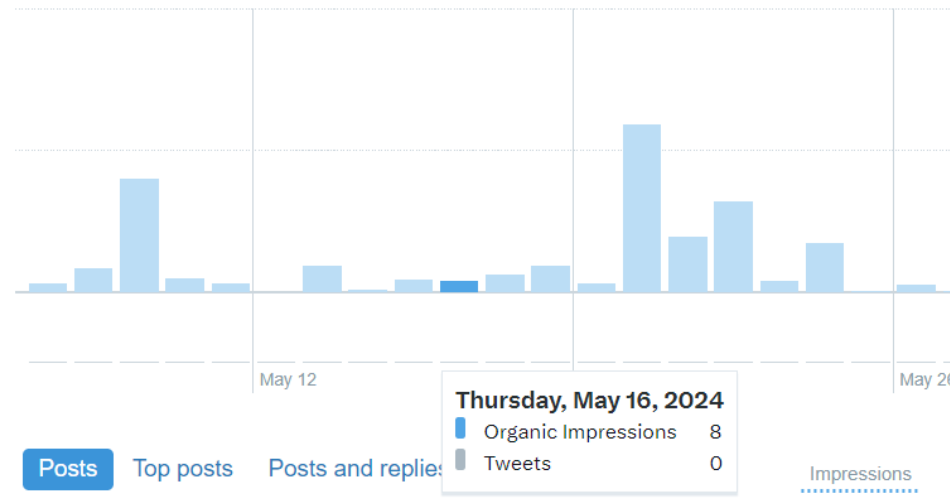 May 12
May 26
Thursday, May 16, 2024
Organic Impressions 8
Tweets 0
Posts Top posts Posts and replies
Impressions